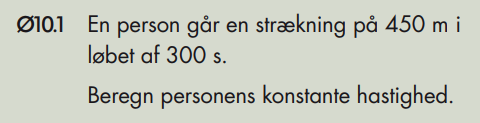 Ø10.1 En person går en strækning på 450 m i
løbet af 300 s.
Beregn personens konstante hastighed.